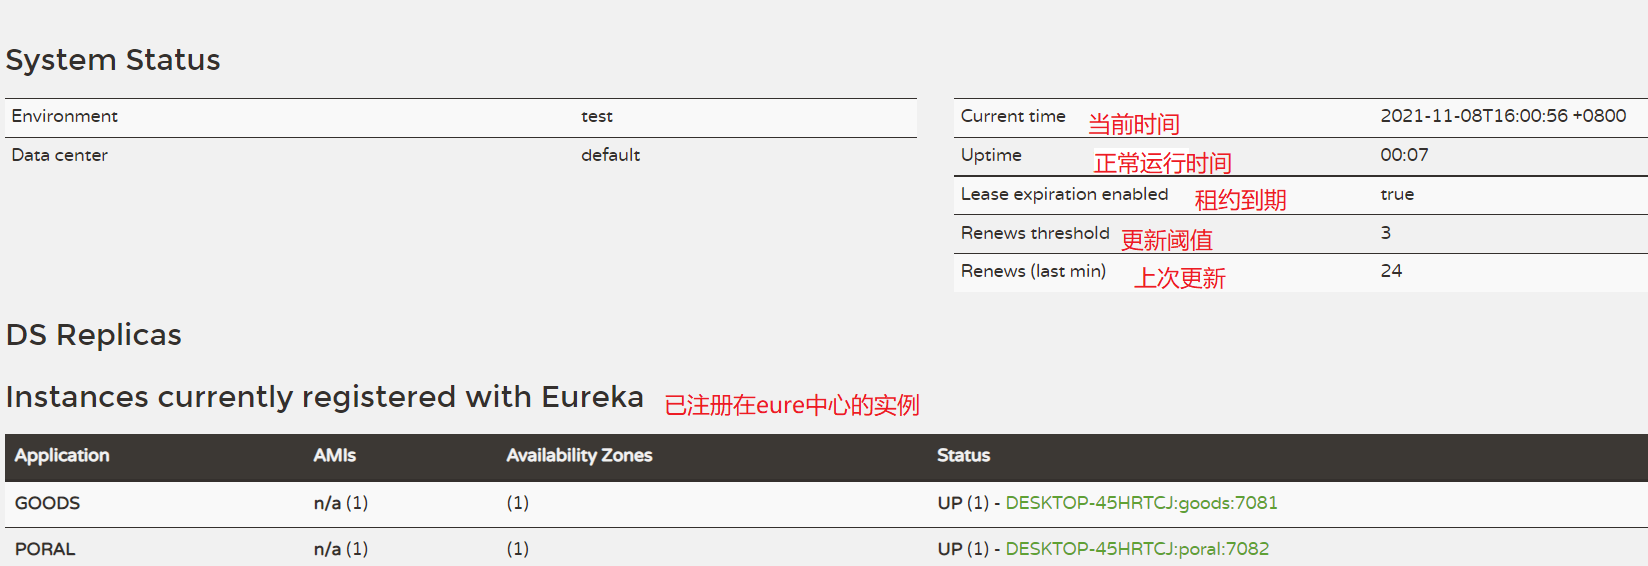 System Status
Environment test
Data center default
Current time 当前时间 2021-11-08T16:00:56 +0800
Uptime 正常运行时间 00:07
Lease expiration enabled 租约到期 true
Renews threshold 更新阈值 3
Renews (last min) 上次更新 24
DS Replicas
Instances currently registered with Eureka 已注册在eure中心的实例
Application AMIs Availability Zones Status
GOODS n/a (1) (1) UP (1) - DESKTOP-45HRTCJ:goods:7081
PORAL n/a (1) (1) UP (1) - DESKTOP-45HRTCJ:poral:7082